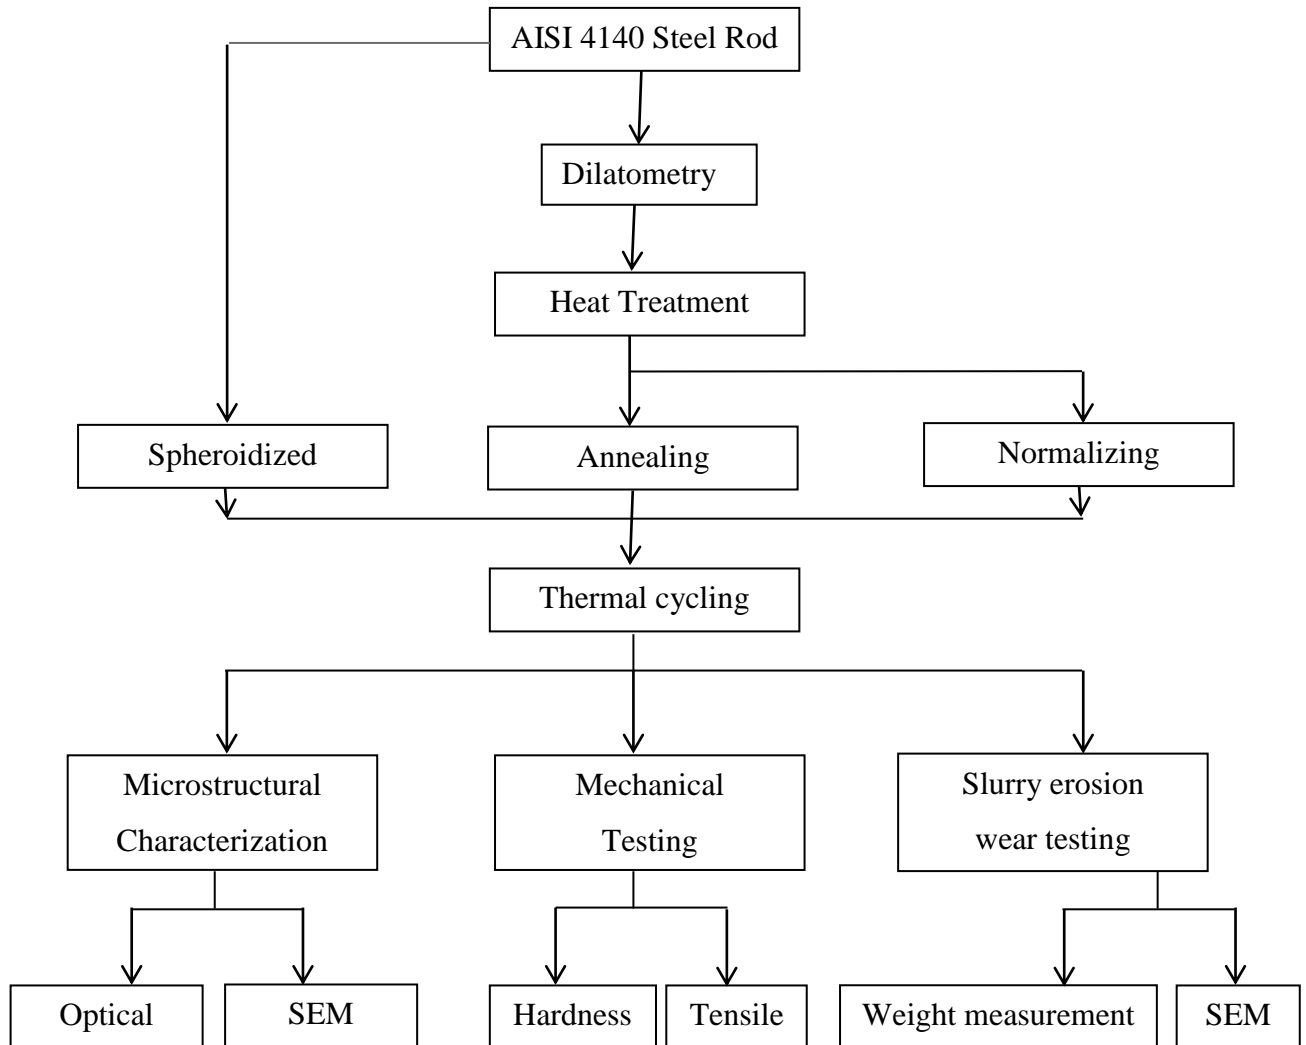 AISI 4140 Steel Rod
Dilatometry
Heat Treatment
Spheroidized
Annealing
Normalizing
Thermal cycling
Microstructural
Characterization
Mechanical
Testing
Slurry erosion
wear testing
Optical
SEM
Hardness
Tensile
Weight measurement
SEM